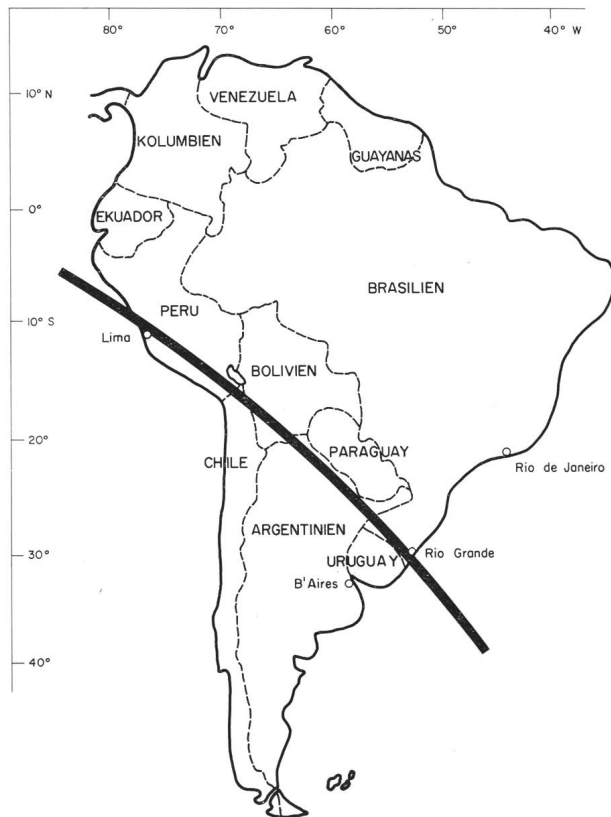 80° 70° 60° 50° 40° W
10° N
VENEZUELA
KOLUMBIEN
GUAYANAS
0°
EKUADOR
BRASILIEN
PERU
10° S
Lima
BOLIVIEN
20°
CHILE
PARAGUAY
Rio de Janeiro
ARGENTINIEN
30°
URUGUAY
Rio Grande
B'Aires
40°